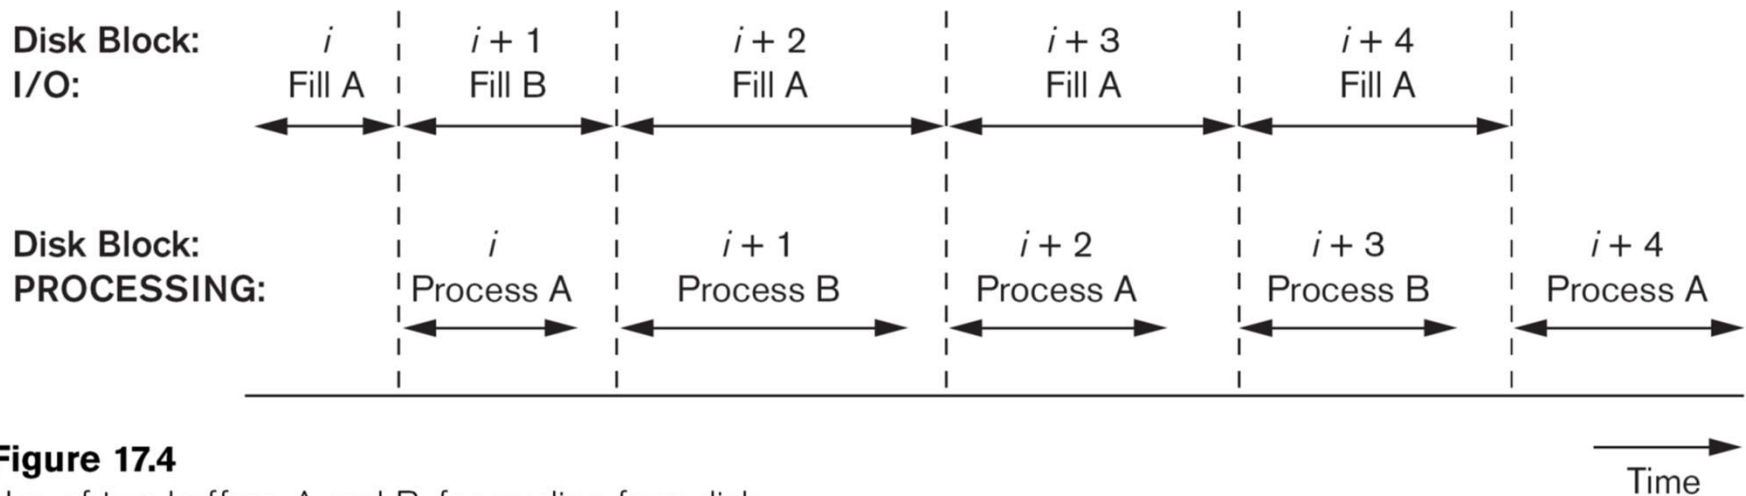 Disk Block: i i + 1 i + 2 i + 3 i + 4
I/O: Fill A Fill B Fill A Fill A Fill A
Disk Block: i i + 1 i + 2 i + 3 i + 4
PROCESSING: Process A Process B Process A Process B Process A
Figure 17.4
Time